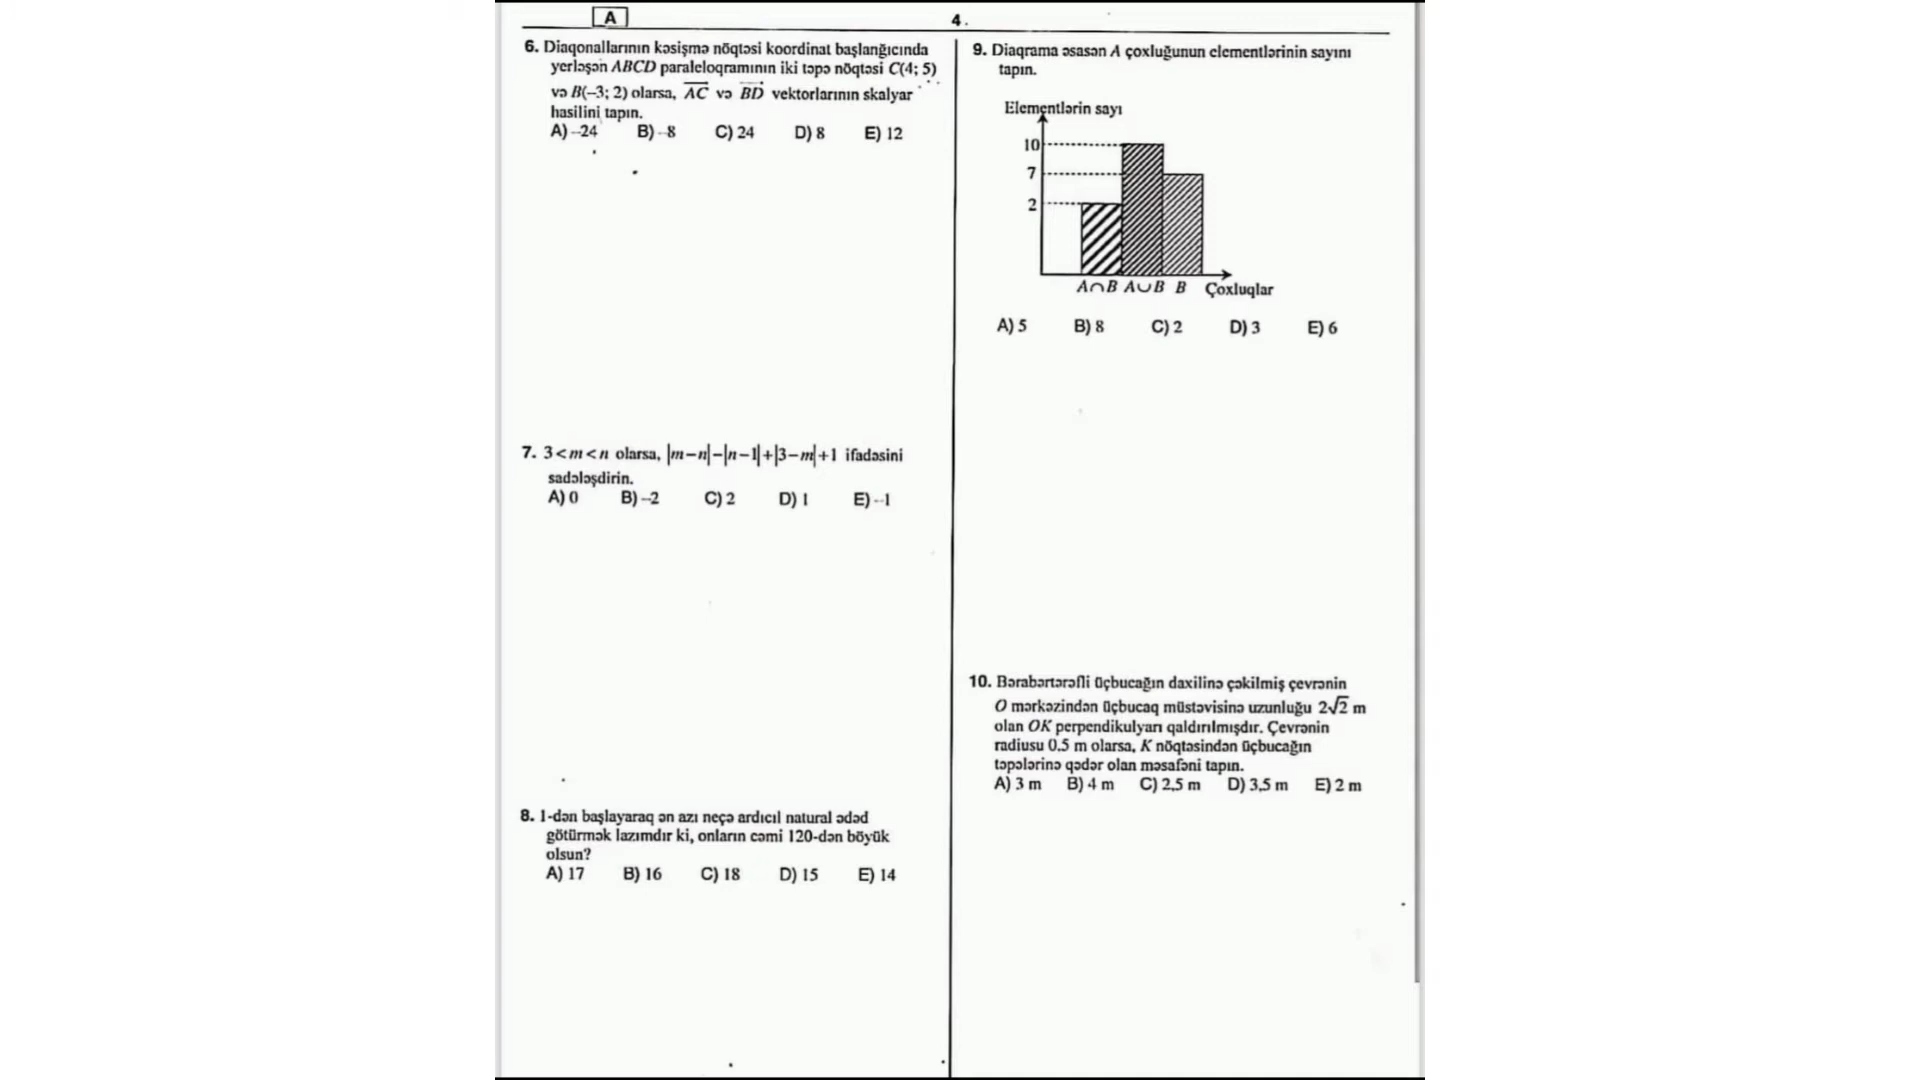 A
4.
6. Diaqonallarının kəsişmə nöqtəsi koordinat başlanğıcında
yerləşən ABCD paraleloqramının iki təpə nöqtəsi C(4; 5)
və B(–3; 2) olarsa, AC və BD vektorlarının skalyar
hasilini tapın.
A) –24 B) –8 C) 24 D) 8 E) 12
7. 3<m<n olarsa, |m–n|–|n–1|+|3–m|+1 ifadəsini
sadələşdirin.
A) 0 B) –2 C) 2 D) 1 E) –1
8. 1-dən başlayaraq ən azı neçə ardıcıl natural ədəd
götürmək lazımdır ki, onların cəmi 120-dən böyük
olsun?
A) 17 B) 16 C) 18 D) 15 E) 14
9. Diaqrama əsasən A çoxluğunun elementlərinin sayını
tapın.
Elementlərin sayı
10
7
2
A∩B A∪B B Çoxluqlar
A) 5 B) 8 C) 2 D) 3 E) 6
10. Bərabərtərəfli üçbucağın daxilinə çəkilmiş çevrənin
O mərkəzindən üçbucaq müstəvisinə uzunluğu 2√2 m
olan OK perpendikulyarı qaldırılmışdır. Çevrənin
radiusu 0.5 m olarsa, K nöqtəsindən üçbucağın
təpələrinə qədər olan məsafəni tapın.
A) 3 m B) 4 m C) 2,5 m D) 3,5 m E) 2 m